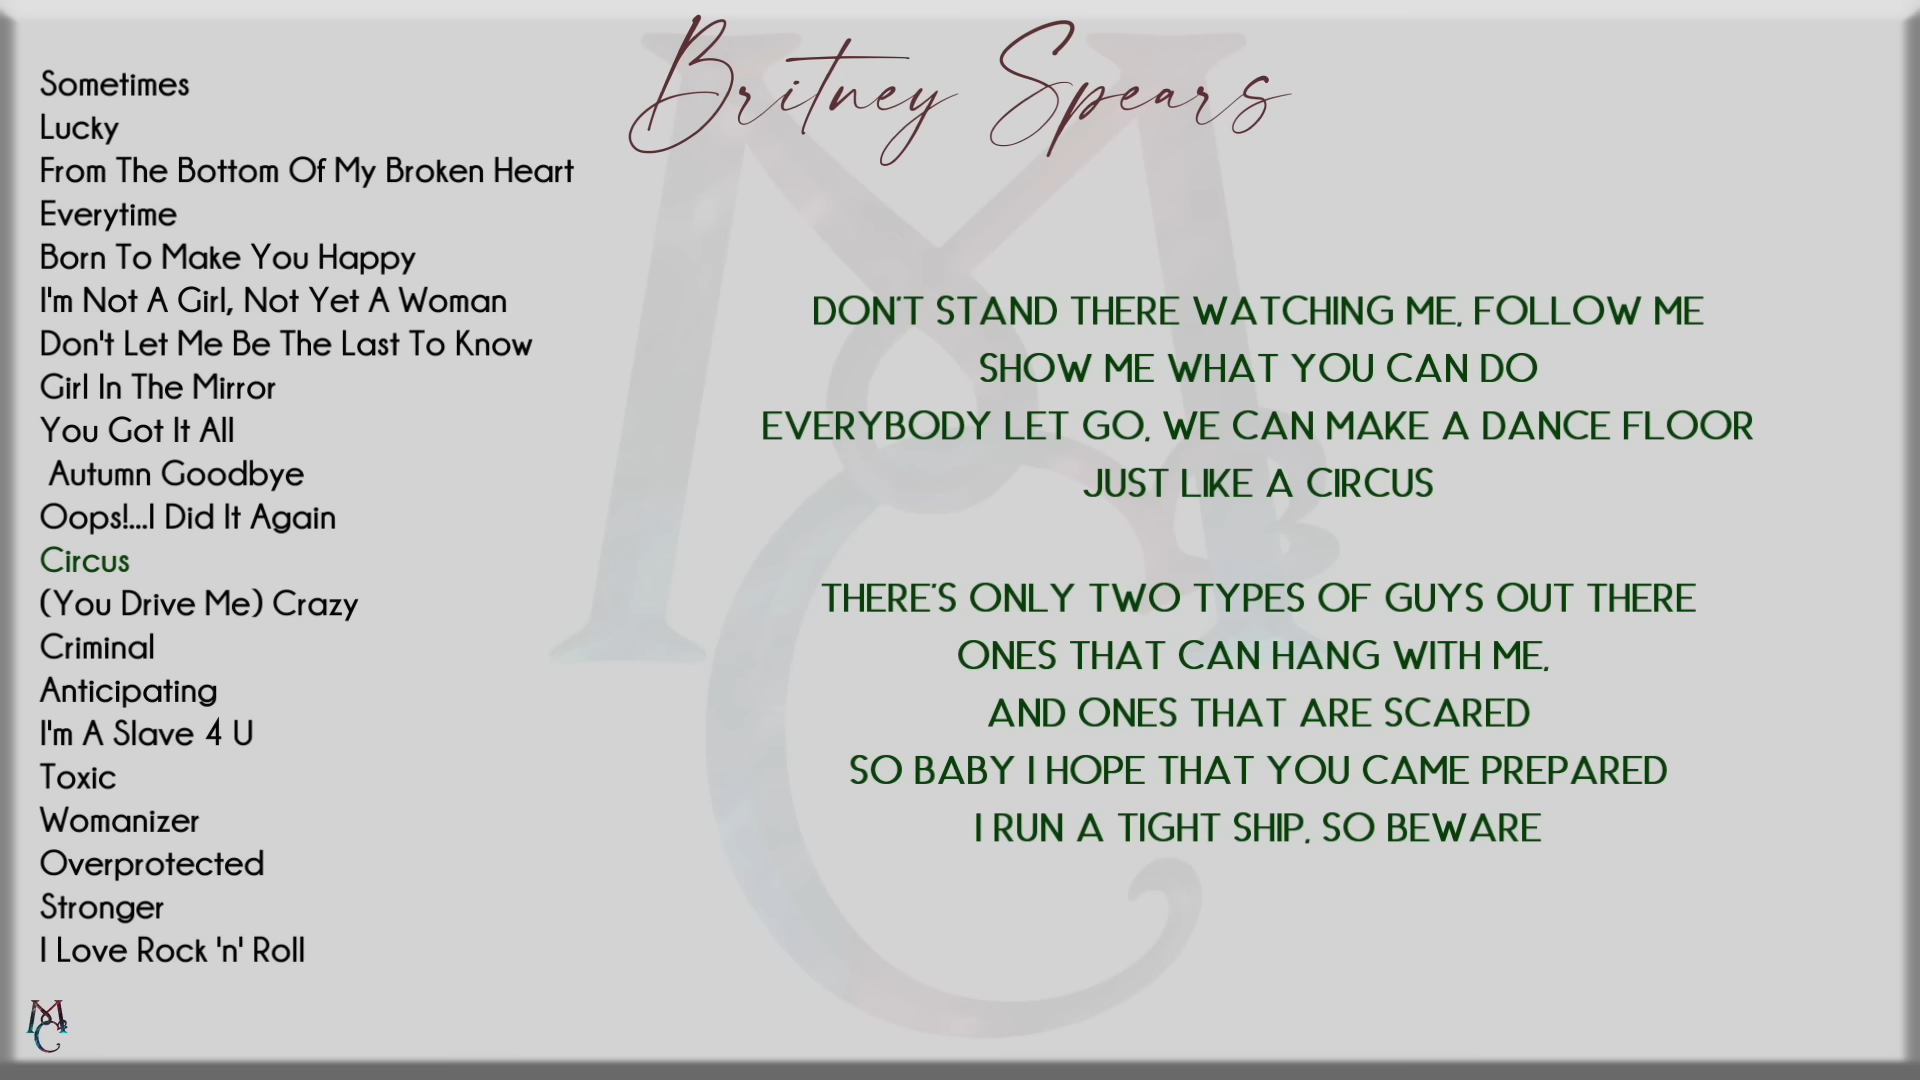 Britney Spears
Sometimes
Lucky
From The Bottom Of My Broken Heart
Everytime
Born To Make You Happy
I'm Not A Girl, Not Yet A Woman
Don't Let Me Be The Last To Know
Girl In The Mirror
You Got It All
Autumn Goodbye
Oops!...I Did It Again
Circus
(You Drive Me) Crazy
Criminal
Anticipating
I'm A Slave 4 U
Toxic
Womanizer
Overprotected
Stronger
I Love Rock 'n' Roll
DON'T STAND THERE WATCHING ME, FOLLOW ME
SHOW ME WHAT YOU CAN DO
EVERYBODY LET GO, WE CAN MAKE A DANCE FLOOR
JUST LIKE A CIRCUS
THERE'S ONLY TWO TYPES OF GUYS OUT THERE
ONES THAT CAN HANG WITH ME,
AND ONES THAT ARE SCARED
SO BABY I HOPE THAT YOU CAME PREPARED
I RUN A TIGHT SHIP, SO BEWARE